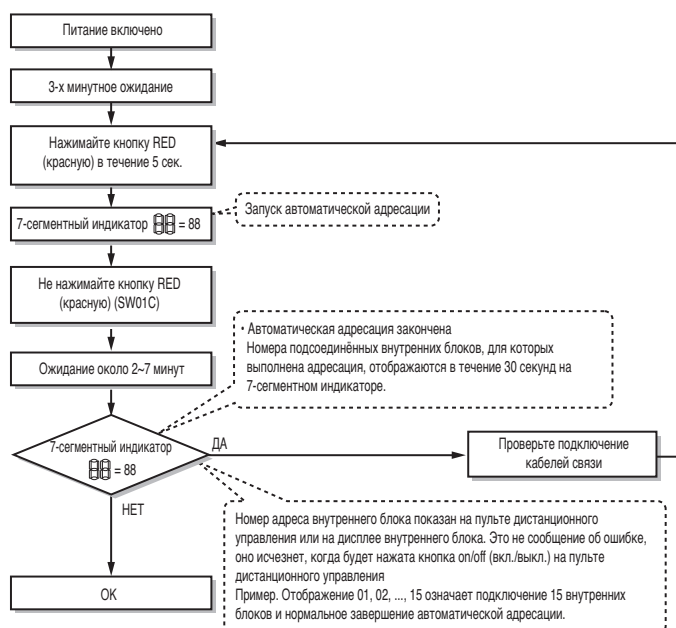 Питание включено
3-х минутное ожидание
Нажимайте кнопку RED
(красную) в течение 5 сек.
7-сегментный индикатор 88 = 88
Запуск автоматической адресации
Не нажимайте кнопку RED
(красную) (SW01C)
Ожидание около 2~7 минут
• Автоматическая адресация закончена
Номера подсоединённых внутренних блоков, для которых
выполнена адресация, отображаются в течение 30 секунд на
7-сегментном индикаторе.
7-сегментный индикатор
88 = 88
ДА
Проверьте подключение
кабелей связи
НЕТ
Номер адреса внутреннего блока показан на пульте дистанционного
управления или на дисплее внутреннего блока. Это не сообщение об ошибке,
оно исчезнет, когда будет нажата кнопка on/off (вкл./выкл.) на пульте
дистанционного управления
Пример. Отображение 01, 02, ..., 15 означает подключение 15 внутренних
блоков и нормальное завершение автоматической адресации.
OK